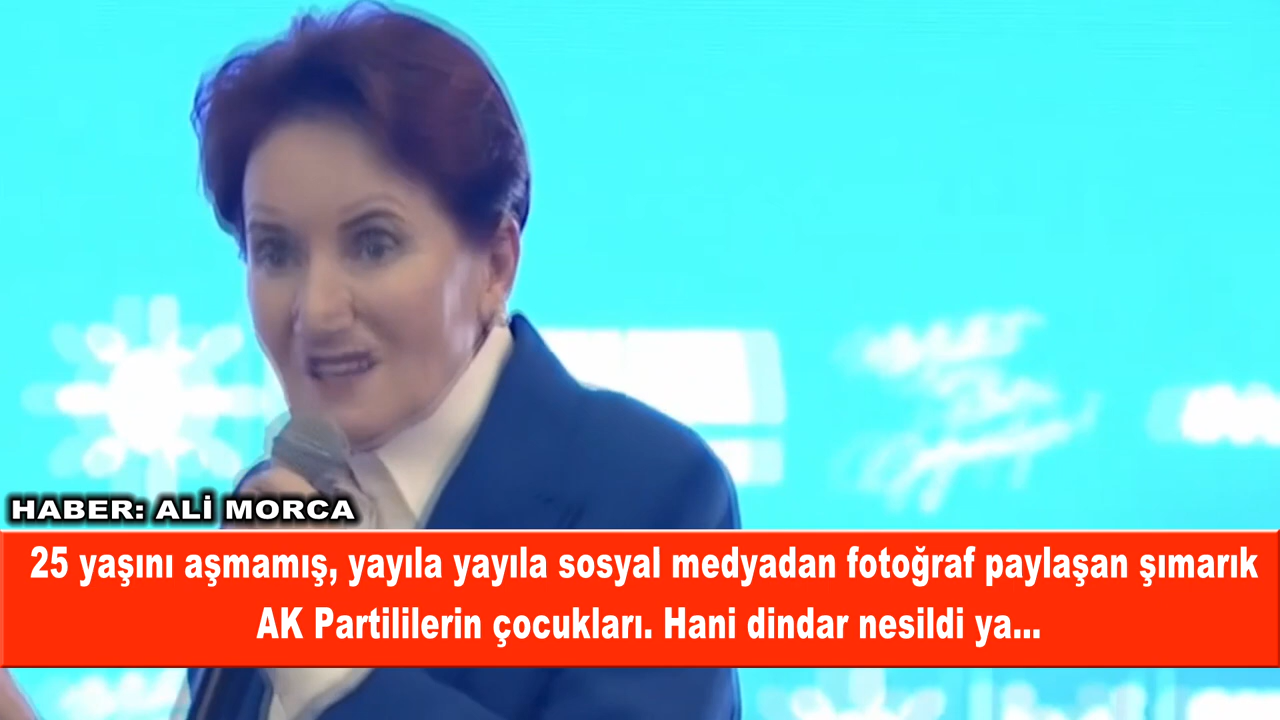 HABER: ALİ MORCA
25 yaşını aşmamış, yayıla yayıla sosyal medyadan fotoğraf paylaşan şımarık
AK Partililerin çocukları. Hani dindar nesildi ya...